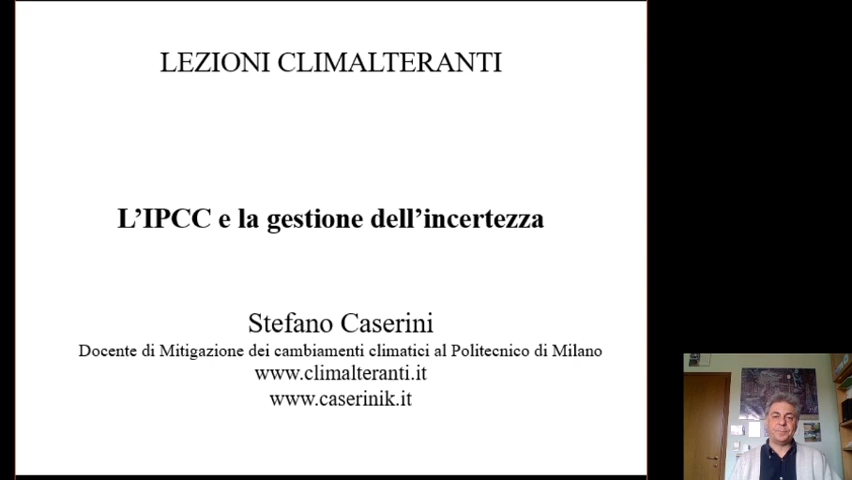 LEZIONI CLIMALTERANTI
L’IPCC e la gestione dell’incertezza
Stefano Caserini
Docente di Mitigazione dei cambiamenti climatici al Politecnico di Milano
www.climalteranti.it
www.caserinik.it